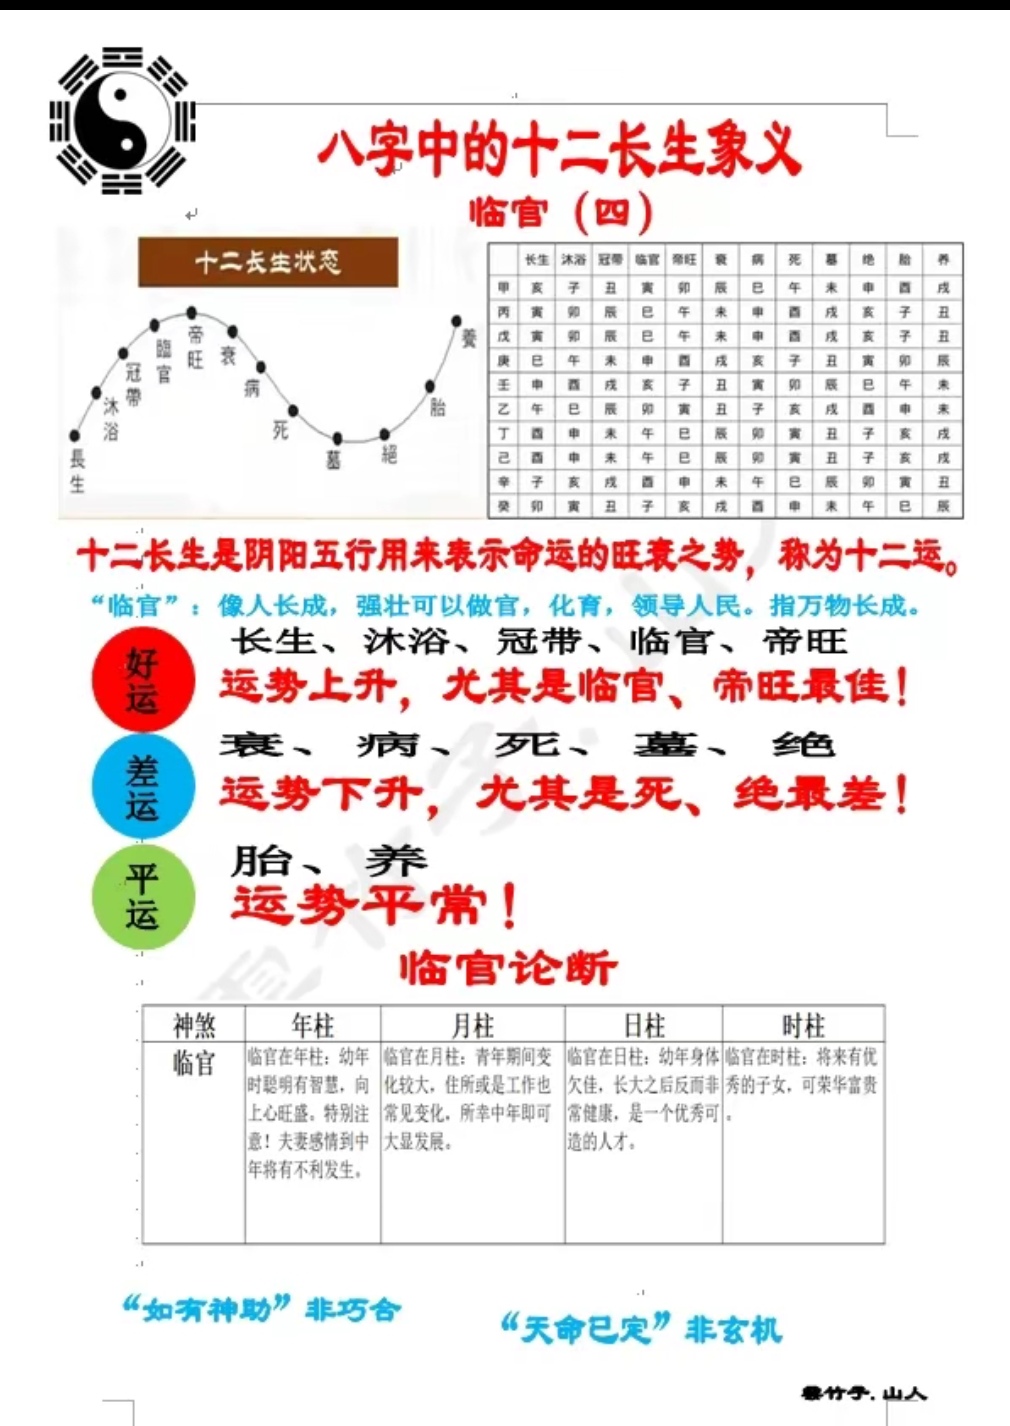 八字中的十二长生象义
临官（四）
十二长生状态
長生
沐浴
冠帶
臨官
帝旺
衰
病
死
墓
絕
胎
養
长生 沐浴 冠帶 临官 帝旺 衰 病 死 墓 绝 胎 养
甲 亥 子 丑 寅 卯 辰 巳 午 未 申 酉 戌
丙 寅 卯 辰 巳 午 未 申 酉 戌 亥 子 丑
戊 寅 卯 辰 巳 午 未 申 酉 戌 亥 子 丑
庚 巳 午 未 申 酉 戌 亥 子 丑 寅 卯 辰
壬 申 酉 戌 亥 子 丑 寅 卯 辰 巳 午 未
乙 午 巳 辰 卯 寅 丑 子 亥 戌 酉 申 未
丁 酉 申 未 午 巳 辰 卯 寅 丑 子 亥 戌
己 酉 申 未 午 巳 辰 卯 寅 丑 子 亥 戌
辛 子 亥 戌 酉 申 未 午 巳 辰 卯 寅 丑
癸 卯 寅 丑 子 亥 戌 酉 申 未 午 巳 辰
十二长生是阴阳五行用来表示命运的旺衰之势，称为十二运。
“临官”：像人长成，强壮可以做官，化育，领导人民。指万物长成。
好运
长生、沐浴、冠带、临官、帝旺
运势上升，尤其是临官、帝旺最佳！
差运
衰、病、死、墓、绝
运势下升，尤其是死、绝最差！
平运
胎、养
运势平常！
临官论断
神煞 年柱 月柱 日柱 时柱
临官
临官在年柱：幼年
时聪明有智慧，向
上心旺盛。特别注
意！夫妻感情到中
年将有不利发生。
临官在月柱：青年期间变
化较大，住所或是工作也
常见变化，所幸中年即可
大显发展。
临官在日柱：幼年身体
欠佳，长大之后反而非
常健康，是一个优秀可
造的人才。
临官在时柱：将来有优
秀的子女，可荣华富贵
。
“如有神助”非巧合
“天命已定”非玄机
云竹子.山人